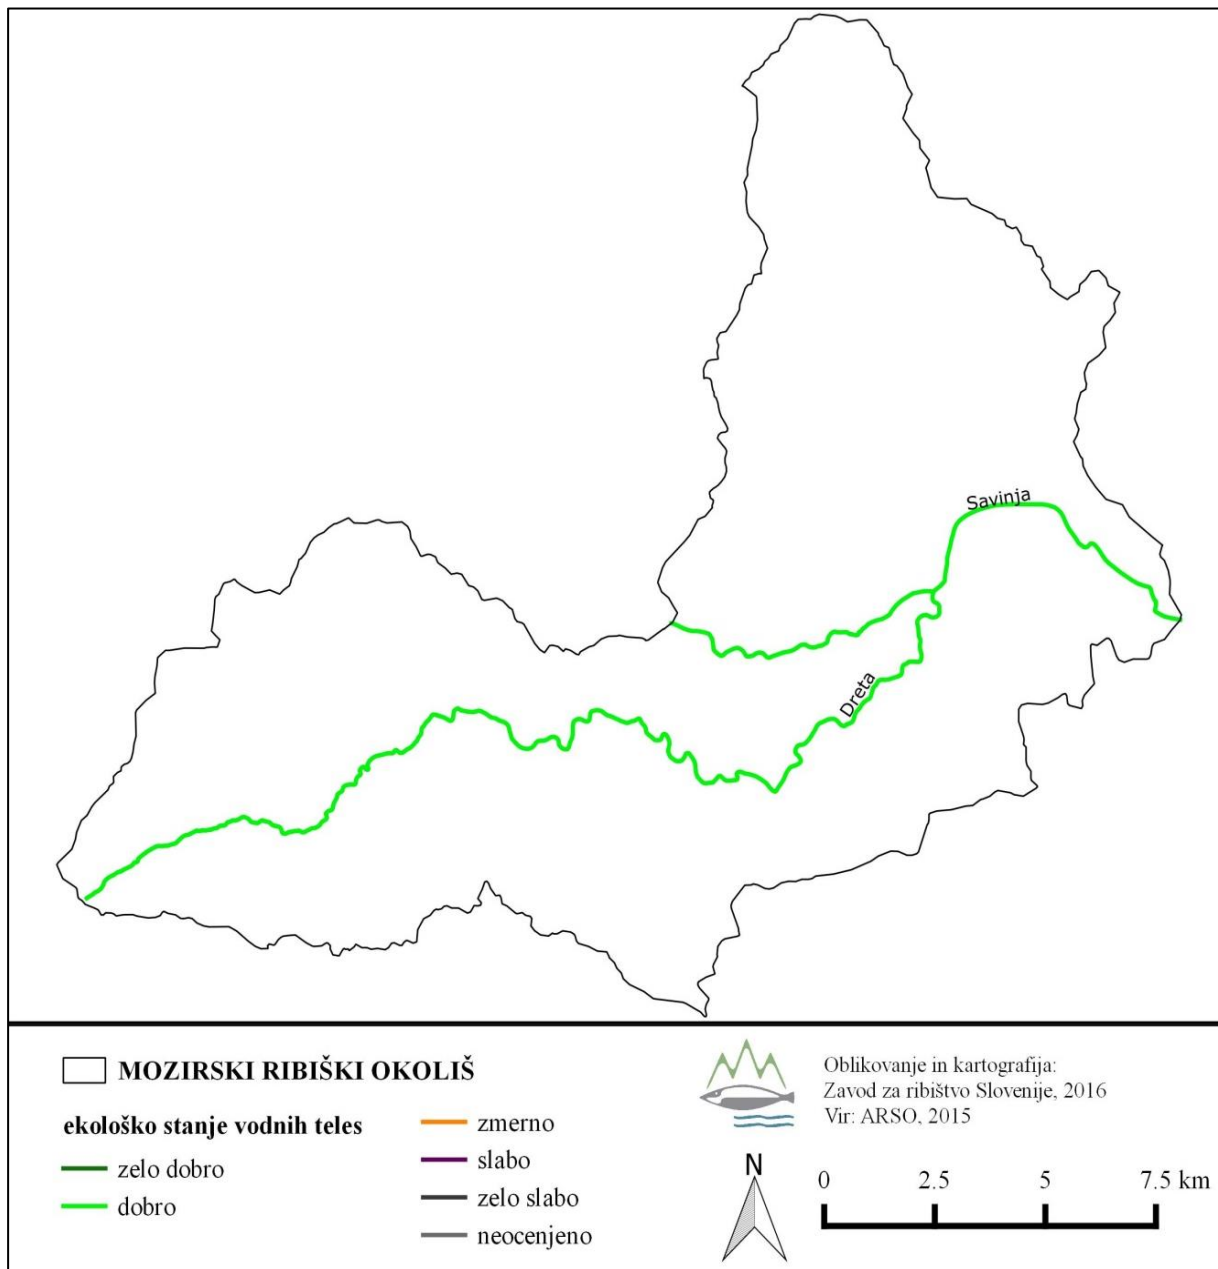 Savinja
Dreta
MOZIRSKI RIBIŠKI OKOLIŠ
ekološko stanje vodnih teles
zelo dobro
dobro
zmerno
slabo
zelo slabo
neocenjeno
Oblikovanje in kartografija:
Zavod za ribištvo Slovenije, 2016
Vir: ARSO, 2015
N
0 2.5 5 7.5 km